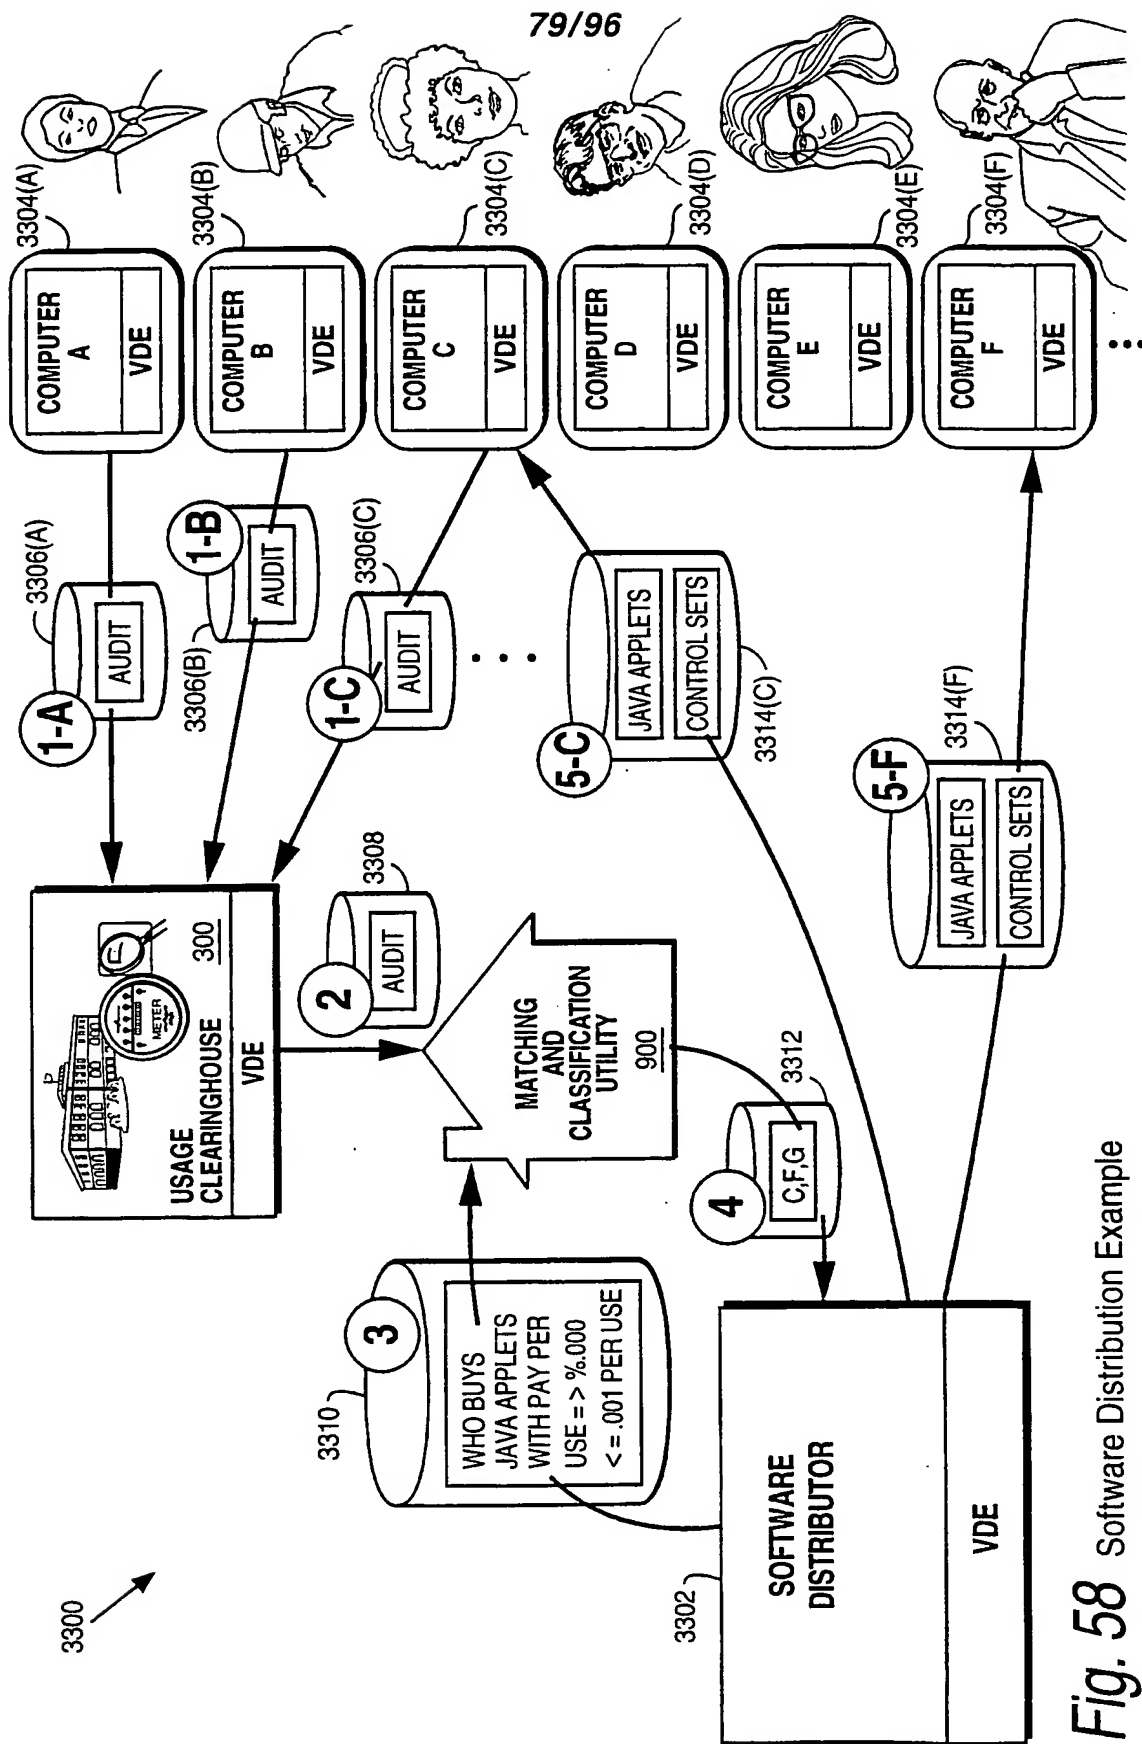 79/96
3300
USAGE
CLEARINGHOUSE 300
METER
VDE
1-A
AUDIT
3306(A)
1-B
AUDIT
3306(B)
1-C
AUDIT
3306(C)
COMPUTER
A
VDE
3304(A)
COMPUTER
B
VDE
3304(B)
COMPUTER
C
VDE
3304(C)
COMPUTER
D
VDE
3304(D)
COMPUTER
E
VDE
3304(E)
COMPUTER
F
VDE
3304(F)
2
AUDIT
3308
MATCHING
AND
CLASSIFICATION
UTILITY
900
3310
3
WHO BUYS
JAVA APPLETS
WITH PAY PER
USE = > %.000
< = .001 PER USE
4
C,F,G
3312
5-C
JAVA APPLETS
CONTROL SETS
3314(C)
5-F
JAVA APPLETS
CONTROL SETS
3314(F)
3302
SOFTWARE
DISTRIBUTOR
VDE
Fig. 58 Software Distribution Example